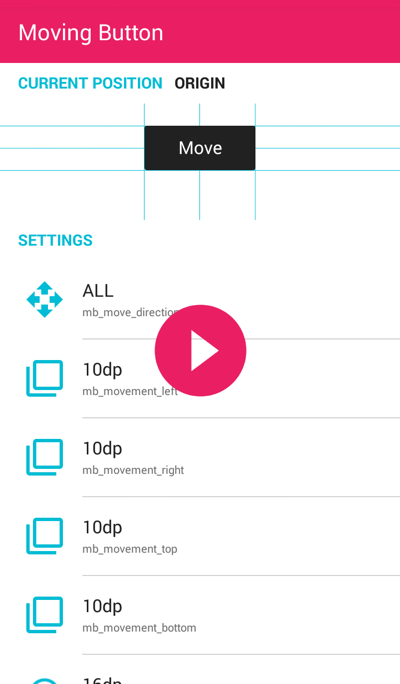 Moving Button
CURRENT POSITION ORIGIN
Move
SETTINGS
ALL
mb_move_direction
10dp
mb_movement_left
10dp
mb_movement_right
10dp
mb_movement_top
10dp
mb_movement_bottom
16dp